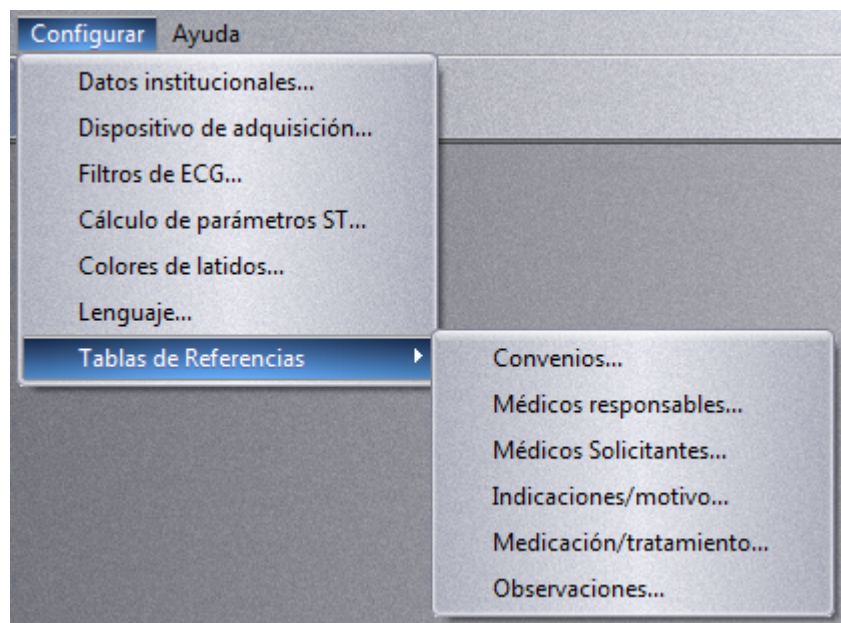 Configurar Ayuda
Datos institucionales...
Dispositivo de adquisición...
Filtros de ECG...
Cálculo de parámetros ST...
Colores de latidos...
Lenguaje...
Tablas de Referencias
Convenios...
Médicos responsables...
Médicos Solicitantes...
Indicaciones/motivo...
Medicación/tratamiento...
Observaciones...